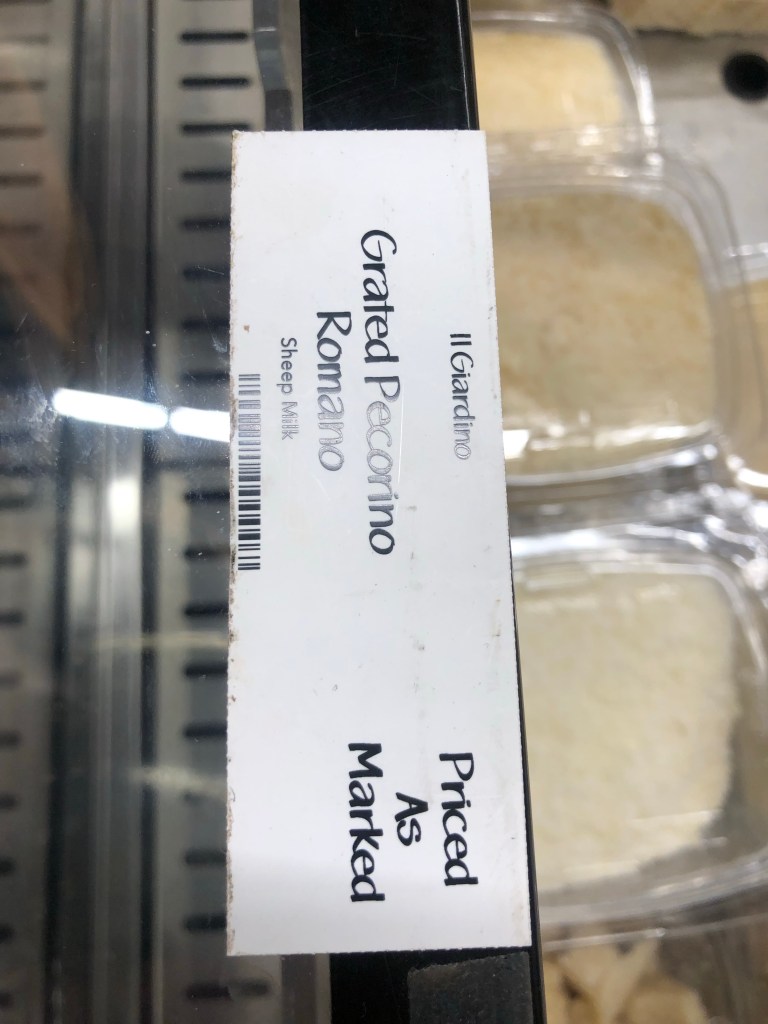 Il Giardino
Grated Pecorino
Romano
Sheep Milk
Priced
As
Marked